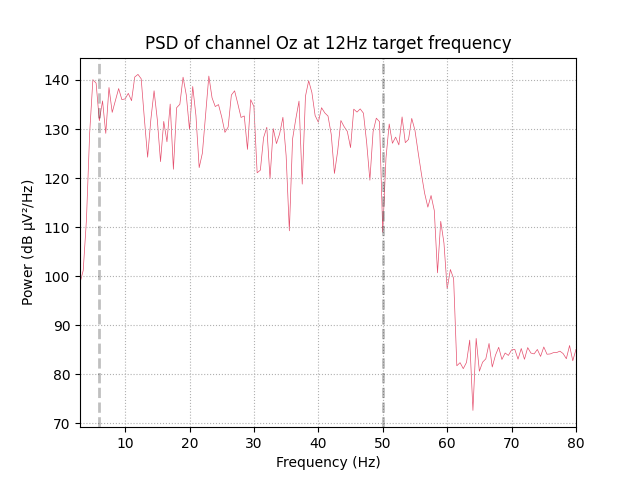 PSD of channel Oz at 12Hz target frequency
Power (dB µV²/Hz)
140
130
120
110
100
90
80
70
10 20 30 40 50 60 70 80
Frequency (Hz)